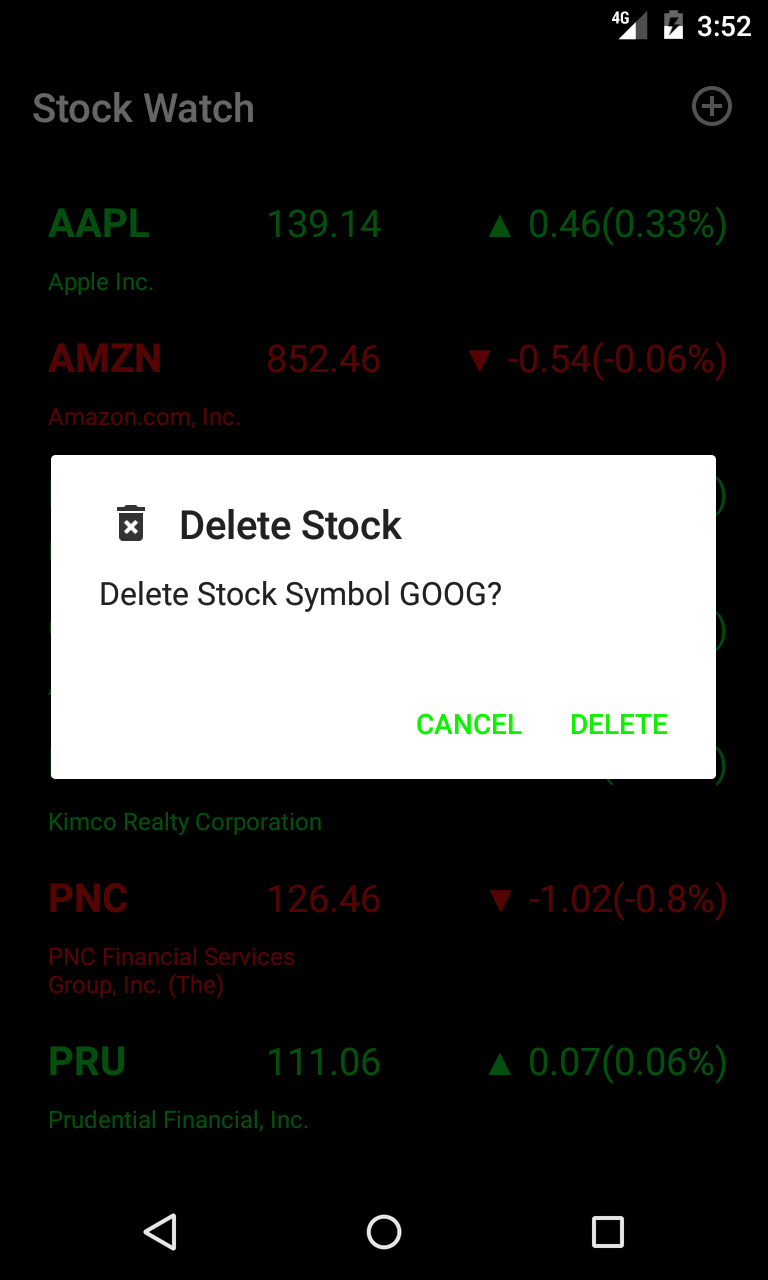 4G 3:52
Stock Watch
AAPL 139.14 ▲ 0.46(0.33%)
Apple Inc.
AMZN 852.46 ▼ -0.54(-0.06%)
Amazon.com, Inc.
Delete Stock
Delete Stock Symbol GOOG?
CANCEL DELETE
Kimco Realty Corporation
PNC 126.46 ▼ -1.02(-0.8%)
PNC Financial Services
Group, Inc. (The)
PRU 111.06 ▲ 0.07(0.06%)
Prudential Financial, Inc.